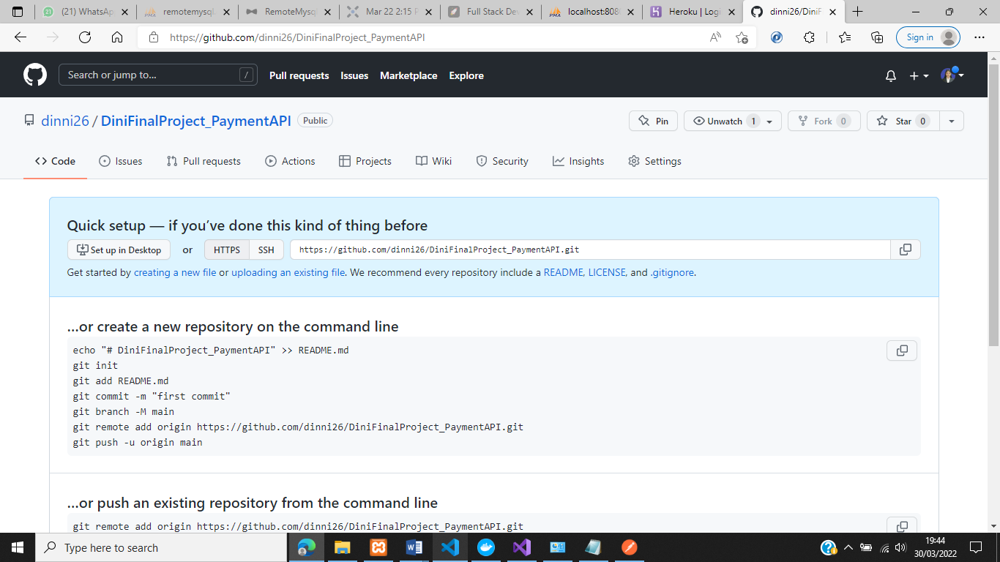 (21) WhatsAp
remotemysql.
RemoteMysq
Mar 22 2:15 P
Full Stack Dev
localhost:808
Heroku | Logi
dinni26/DiniF
https://github.com/dinni26/DiniFinalProject_PaymentAPI
Sign in
Search or jump to...
/
Pull requests
Issues
Marketplace
Explore
dinni26 / DiniFinalProject_PaymentAPI
Public
Pin
Unwatch 1
Fork 0
Star 0
Code
Issues
Pull requests
Actions
Projects
Wiki
Security
Insights
Settings
Quick setup — if you’ve done this kind of thing before
Set up in Desktop
or
HTTPS
SSH
https://github.com/dinni26/DiniFinalProject_PaymentAPI.git
Get started by creating a new file or uploading an existing file. We recommend every repository include a README, LICENSE, and .gitignore.
…or create a new repository on the command line
echo "# DiniFinalProject_PaymentAPI" >> README.md
git init
git add README.md
git commit -m "first commit"
git branch -M main
git remote add origin https://github.com/dinni26/DiniFinalProject_PaymentAPI.git
git push -u origin main
…or push an existing repository from the command line
git remote add origin https://github.com/dinni26/DiniFinalProject_PaymentAPI.git
Type here to search
19:44
30/03/2022